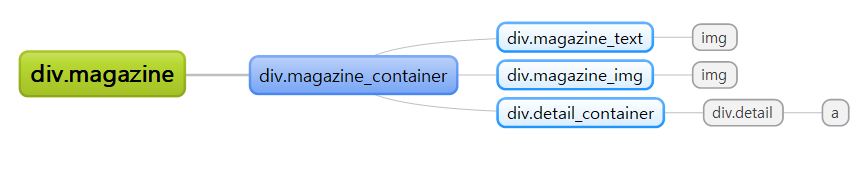 div.magazine
div.magazine_container
div.magazine_text
img
div.magazine_img
img
div.detail_container
div.detail
a